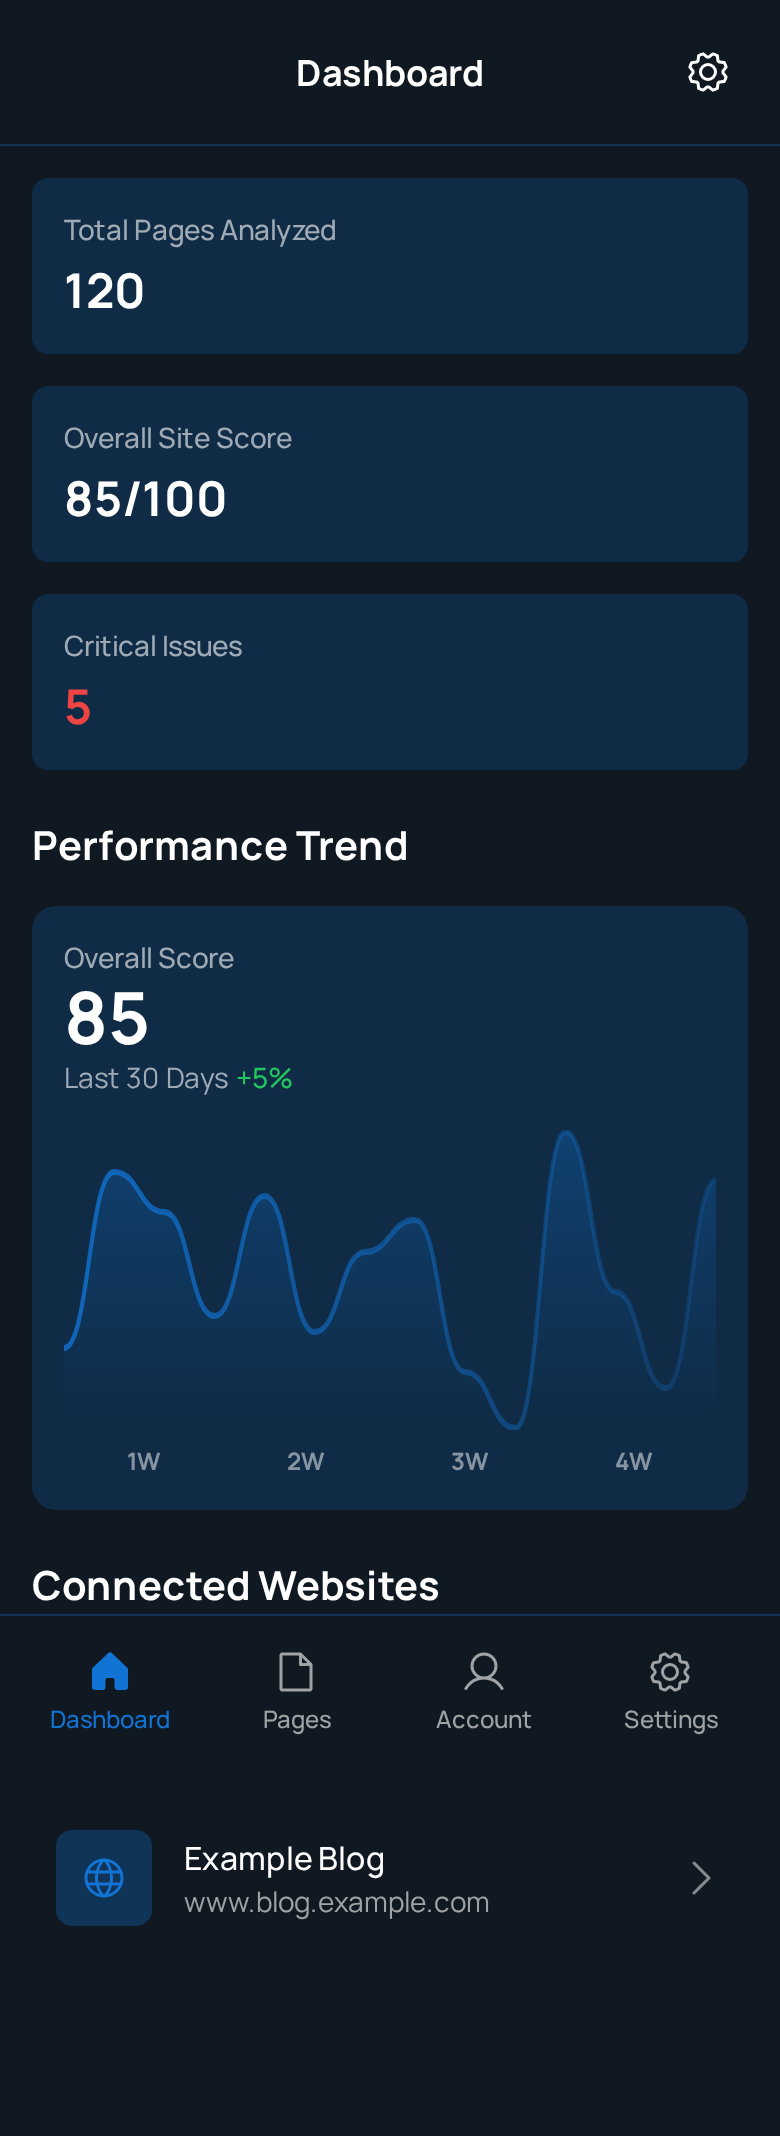 Dashboard
Total Pages Analyzed
120
Overall Site Score
85/100
Critical Issues
5
Performance Trend
Overall Score
85
Last 30 Days +5%
1W 2W 3W 4W
Connected Websites
Dashboard Pages Account Settings
Example Blog
www.blog.example.com